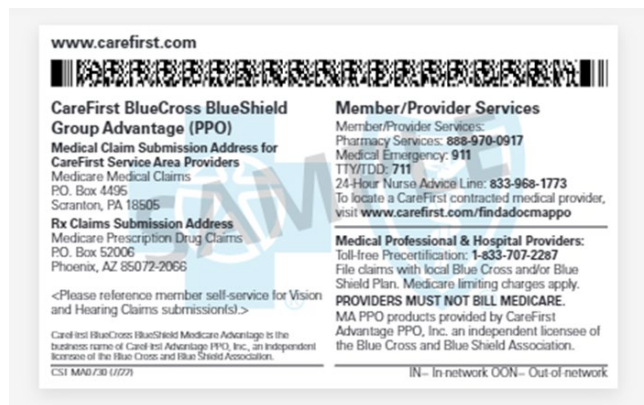 www.carefirst.com
CareFirst BlueCross BlueShield
Group Advantage (PPO)
Medical Claim Submission Address for
CareFirst Service Area Providers
Medicare Medical Claims
P.O. Box 4495
Scranton, PA 18505
Rx Claims Submission Address
Medicare Prescription Drug Claims
P.O. Box 52006
Phoenix, AZ 85072-2066
<Please reference member self-service for Vision
and Hearing Claims submission(s).>
CareFirst BlueCross BlueShield Medicare Advantage is the
business name of CareFirst Advantage PPO, Inc., an independent
licensee of the Blue Cross and Blue Shield Association.
CST MA0730 (7/22)
Member/Provider Services
Member/Provider Services:
Pharmacy Services: 888-970-0917
Medical Emergency: 911
TTY/TDD: 711
24-Hour Nurse Advice Line: 833-968-1773
To locate a CareFirst contracted medical provider,
visit www.carefirst.com/findadocmappo
Medical Professional & Hospital Providers:
Toll-free Precertification: 1-833-707-2287
File claims with local Blue Cross and/or Blue
Shield Plan. Medicare limiting charges apply.
PROVIDERS MUST NOT BILL MEDICARE.
MA PPO products provided by CareFirst
Advantage PPO, Inc. an independent licensee of
the Blue Cross and Blue Shield Association.
IN– In-network OON– Out-of-network
SAMPLE